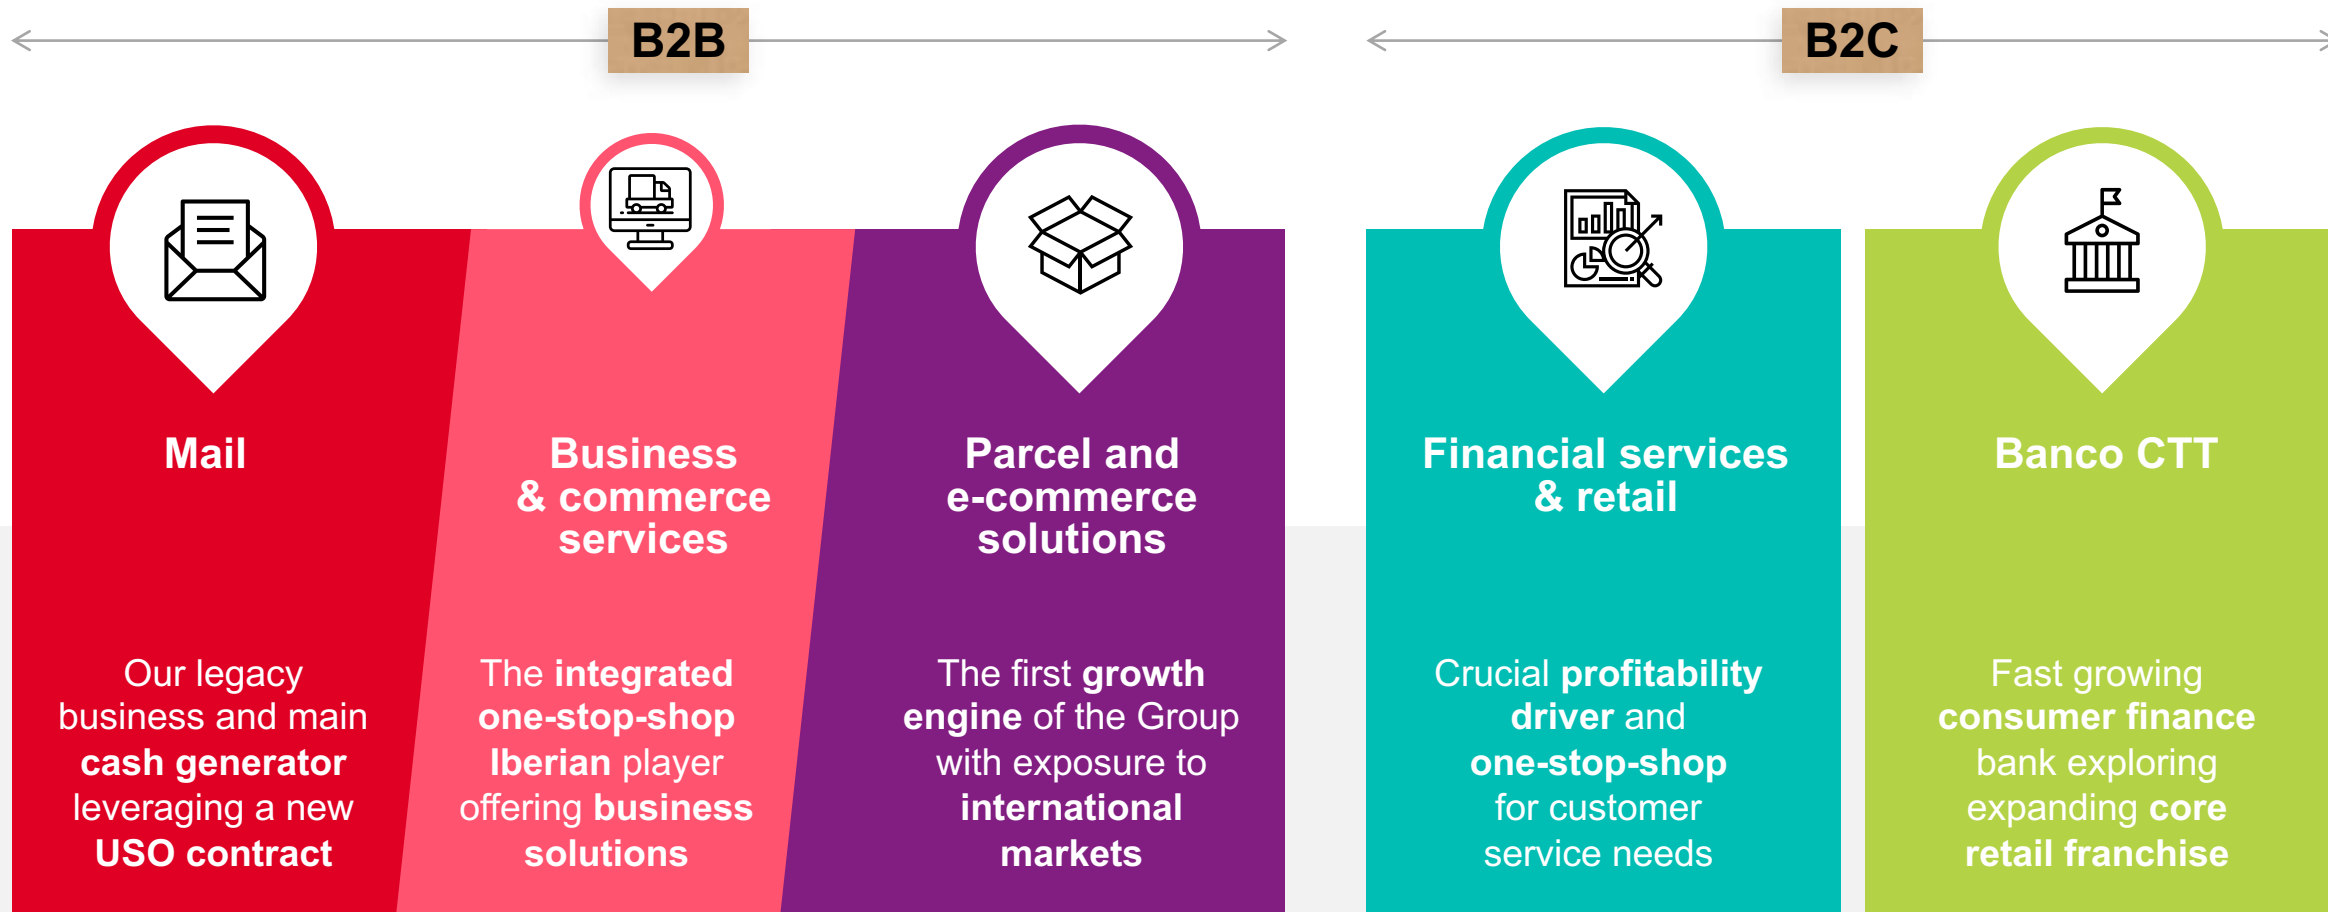 B2B
B2C
Mail
Our legacy
business and main
cash generator
leveraging a new
USO contract
Business
& commerce
services
The integrated
one-stop-shop
Iberian player
offering business
solutions
Parcel and
e-commerce
solutions
The first growth
engine of the Group
with exposure to
international
markets
Financial services
& retail
Crucial profitability
driver and
one-stop-shop
for customer
service needs
Banco CTT
Fast growing
consumer finance
bank exploring
expanding core
retail franchise